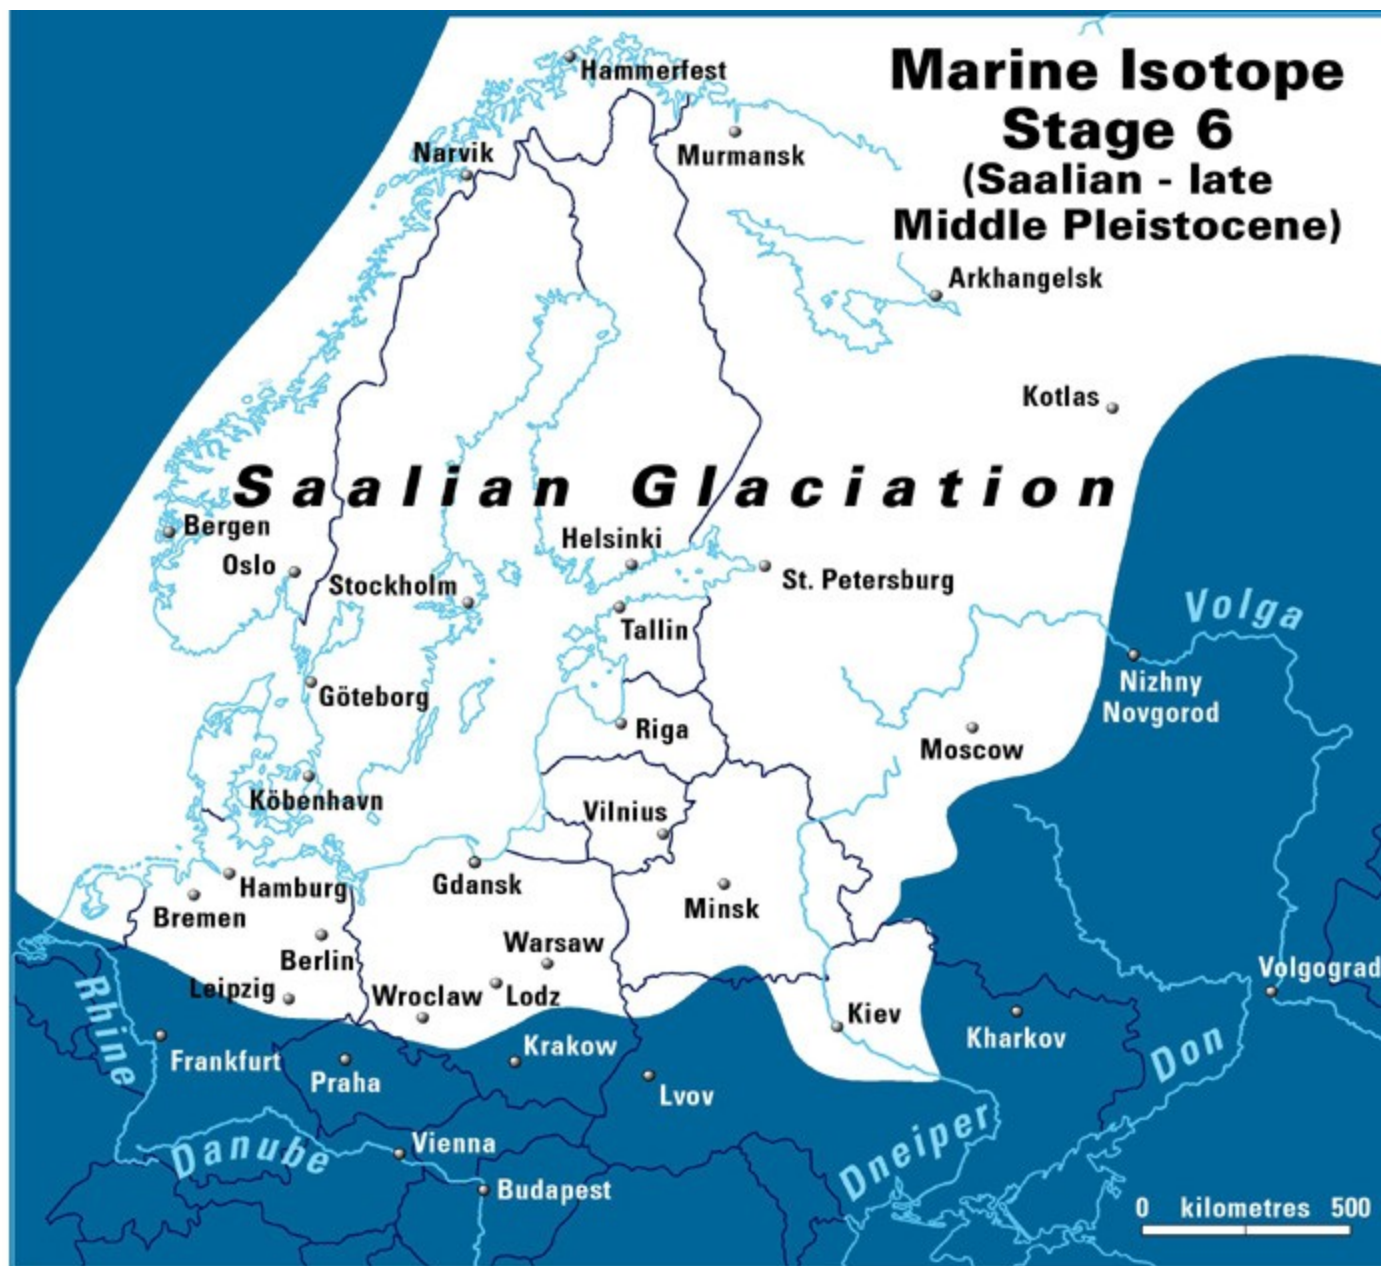 Marine Isotope
Stage 6
(Saalian - late
Middle Pleistocene)
Hammerfest
Narvik
Murmansk
Arkhangelsk
Kotlas
Saalian Glaciation
Bergen
Oslo
Helsinki
Stockholm
St. Petersburg
Tallin
Volga
Göteborg
Nizhny
Novgorod
Riga
Moscow
Köbenhavn
Vilnius
Hamburg
Gdansk
Bremen
Minsk
Berlin
Warsaw
Volgograd
Leipzig
Wroclaw
Lodz
Kiev
Rhine
Kharkov
Krakow
Frankfurt
Praha
Don
Lvov
Danube
Vienna
Dneiper
Budapest
0 kilometres 500